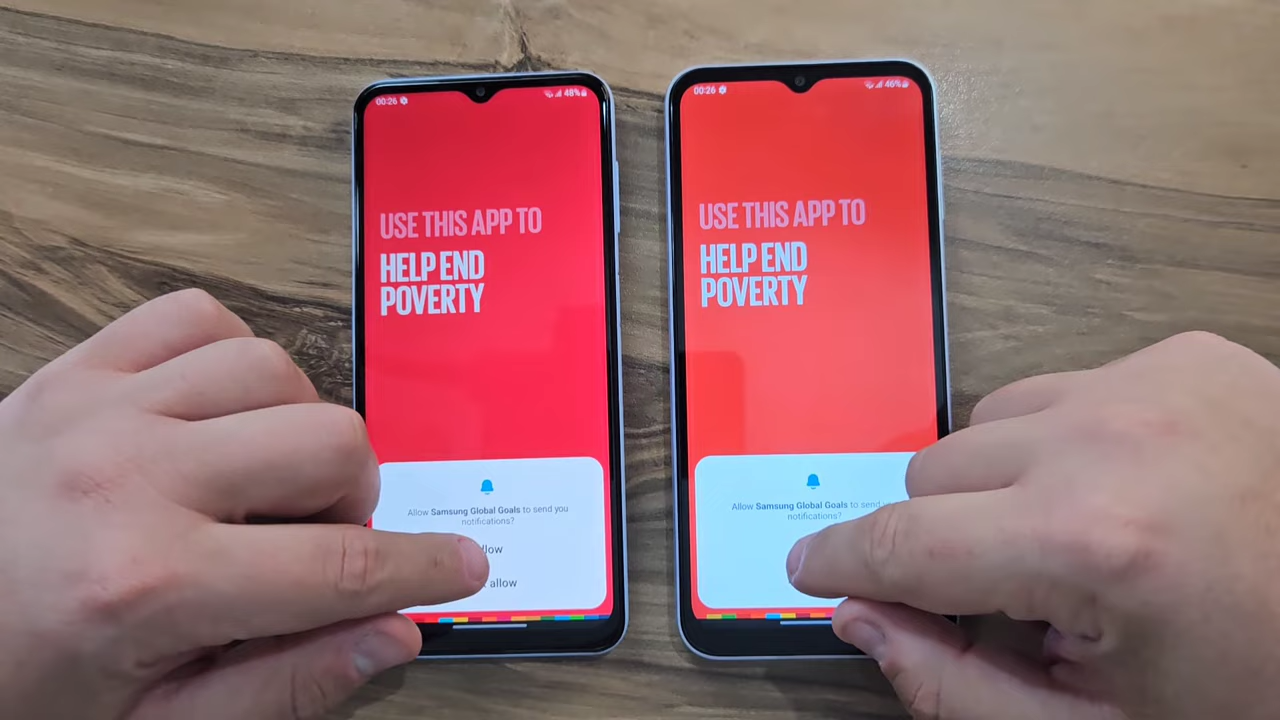 00:26
48%
USE THIS APP TO
HELP END
POVERTY
Allow Samsung Global Goals to send you
notifications?
allow
00:26
46%
USE THIS APP TO
HELP END
POVERTY
Allow Samsung Global Goals to send
notifications?